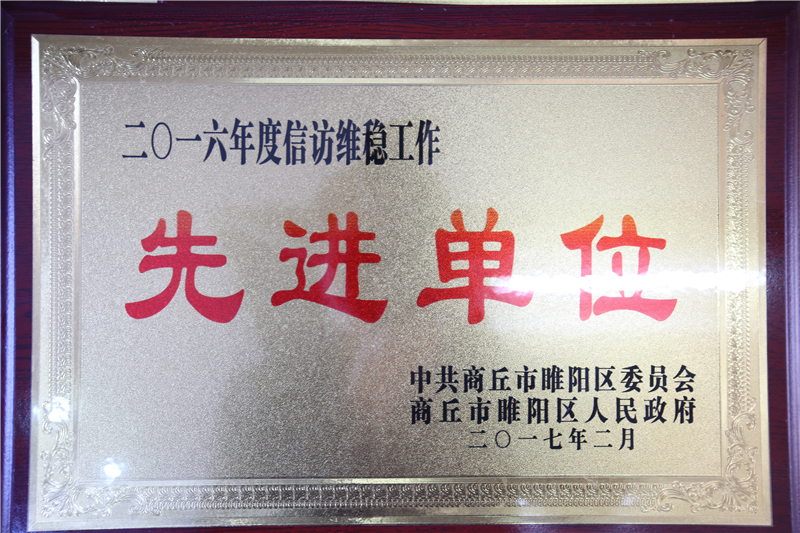 二〇一六年度信访维稳工作
先进单位
中共商丘市睢阳区委员会
商丘市睢阳区人民政府
二〇一七年二月